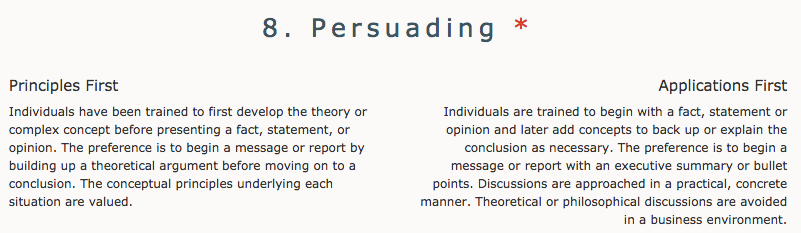 8. Persuading *
Principles First
Individuals have been trained to first develop the theory or
complex concept before presenting a fact, statement, or
opinion. The preference is to begin a message or report by
building up a theoretical argument before moving on to a
conclusion. The conceptual principles underlying each
situation are valued.
Applications First
Individuals are trained to begin with a fact, statement or
opinion and later add concepts to back up or explain the
conclusion as necessary. The preference is to begin a
message or report with an executive summary or bullet
points. Discussions are approached in a practical, concrete
manner. Theoretical or philosophical discussions are avoided
in a business environment.